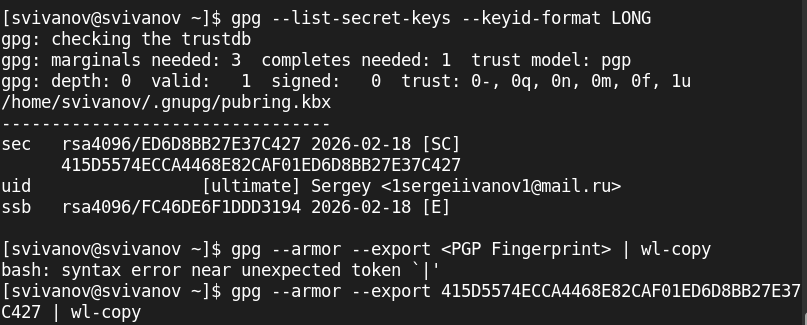 [svivanov@svivanov ~]$ gpg --list-secret-keys --keyid-format LONG
gpg: checking the trustdb
gpg: marginals needed: 3  completes needed: 1  trust model: pgp
gpg: depth: 0  valid:   1  signed:   0  trust: 0-, 0q, 0n, 0m, 0f, 1u
/home/svivanov/.gnupg/pubring.kbx
---------------------------------
sec   rsa4096/ED6D8BB27E37C427 2026-02-18 [SC]
      415D5574ECCA4468E82CAF01ED6D8BB27E37C427
uid                 [ultimate] Sergey <1sergeiivanov1@mail.ru>
ssb   rsa4096/FC46DE6F1DDD3194 2026-02-18 [E]

[svivanov@svivanov ~]$ gpg --armor --export <PGP Fingerprint> | wl-copy
bash: syntax error near unexpected token `|'
[svivanov@svivanov ~]$ gpg --armor --export 415D5574ECCA4468E82CAF01ED6D8BB27E37
C427 | wl-copy